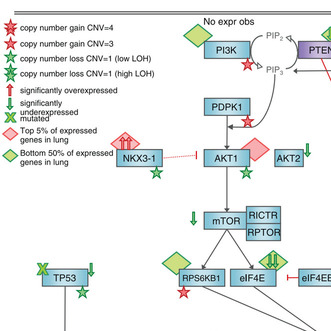 No expr obs
copy number gain CNV=4
copy number gain CNV=3
copy number loss CNV=1 (low LOH)
copy number loss CNV=1 (high LOH)
significantly overexpressed
significantly
underexpressed
mutated
Top 5% of expressed
genes in lung
Bottom 50% of expressed
genes in lung
PI3K
PIP2
PTEN
PIP3
PDPK1
NKX3-1
AKT1
AKT2
mTOR
RICTR
RPTOR
TP53
RPS6KB1
eIF4E
eIF4EB